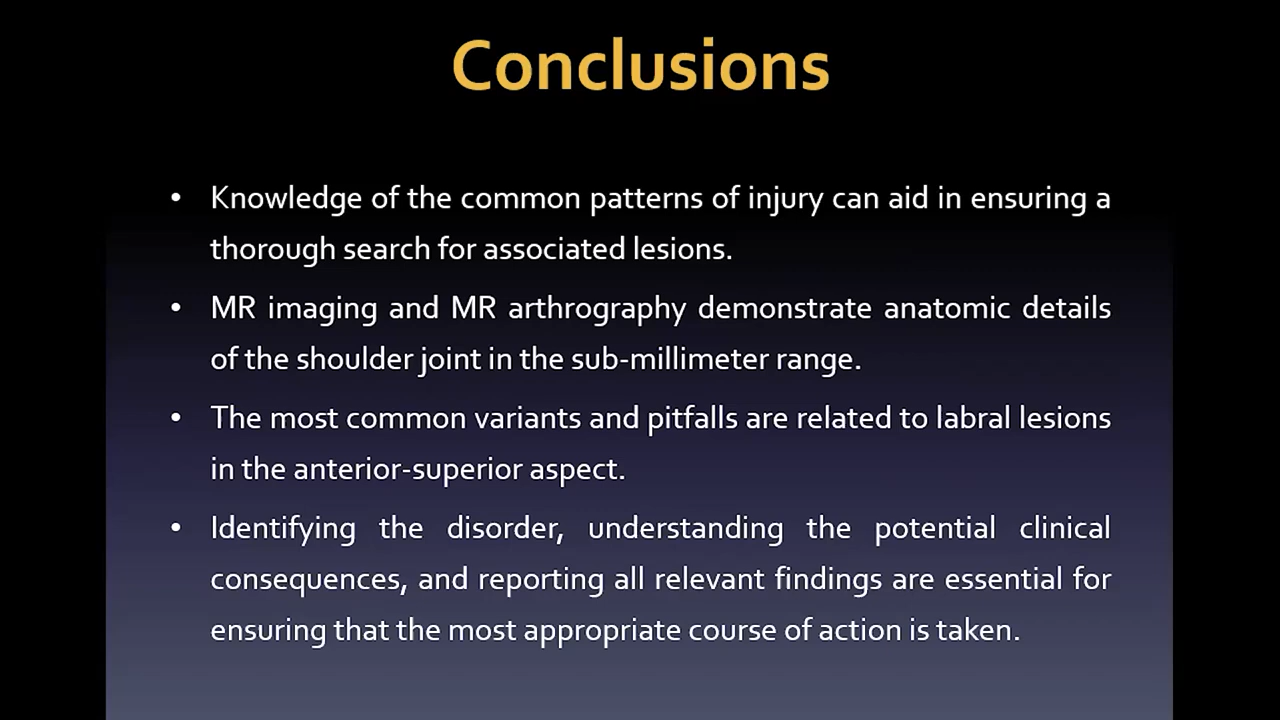 Conclusions
• Knowledge of the common patterns of injury can aid in ensuring a
thorough search for associated lesions.
• MR imaging and MR arthrography demonstrate anatomic details
of the shoulder joint in the sub-millimeter range.
• The most common variants and pitfalls are related to labral lesions
in the anterior-superior aspect.
• Identifying the disorder, understanding the potential clinical
consequences, and reporting all relevant findings are essential for
ensuring that the most appropriate course of action is taken.